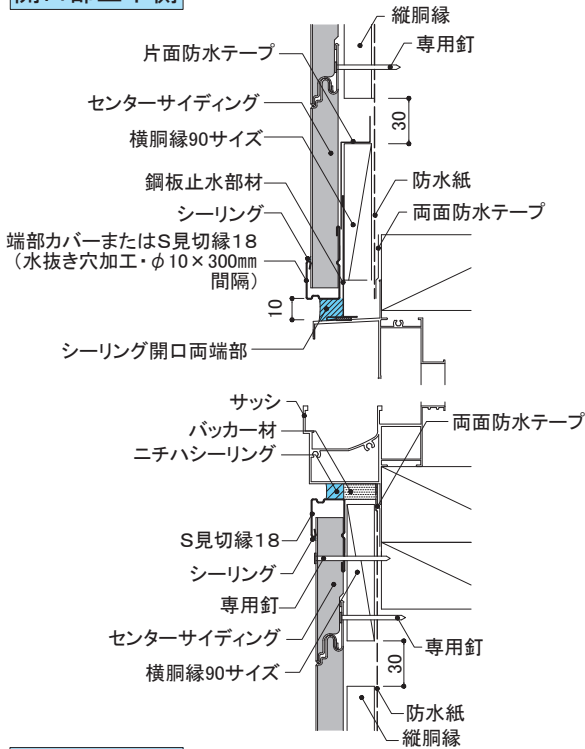 縦胴縁
専用釘
片面防水テープ
センターサイディング
30
横胴縁90サイズ
鋼板止水部材
防水紙
シーリング
両面防水テープ
端部カバーまたはS見切縁18
（水抜き穴加工・φ10×300㎜
間隔）
10
シーリング開口両端部
サッシ
バッカー材
両面防水テープ
ニチハシーリング
S見切縁18
シーリング
専用釘
センターサイディング
専用釘
横胴縁90サイズ
30
防水紙
縦胴縁